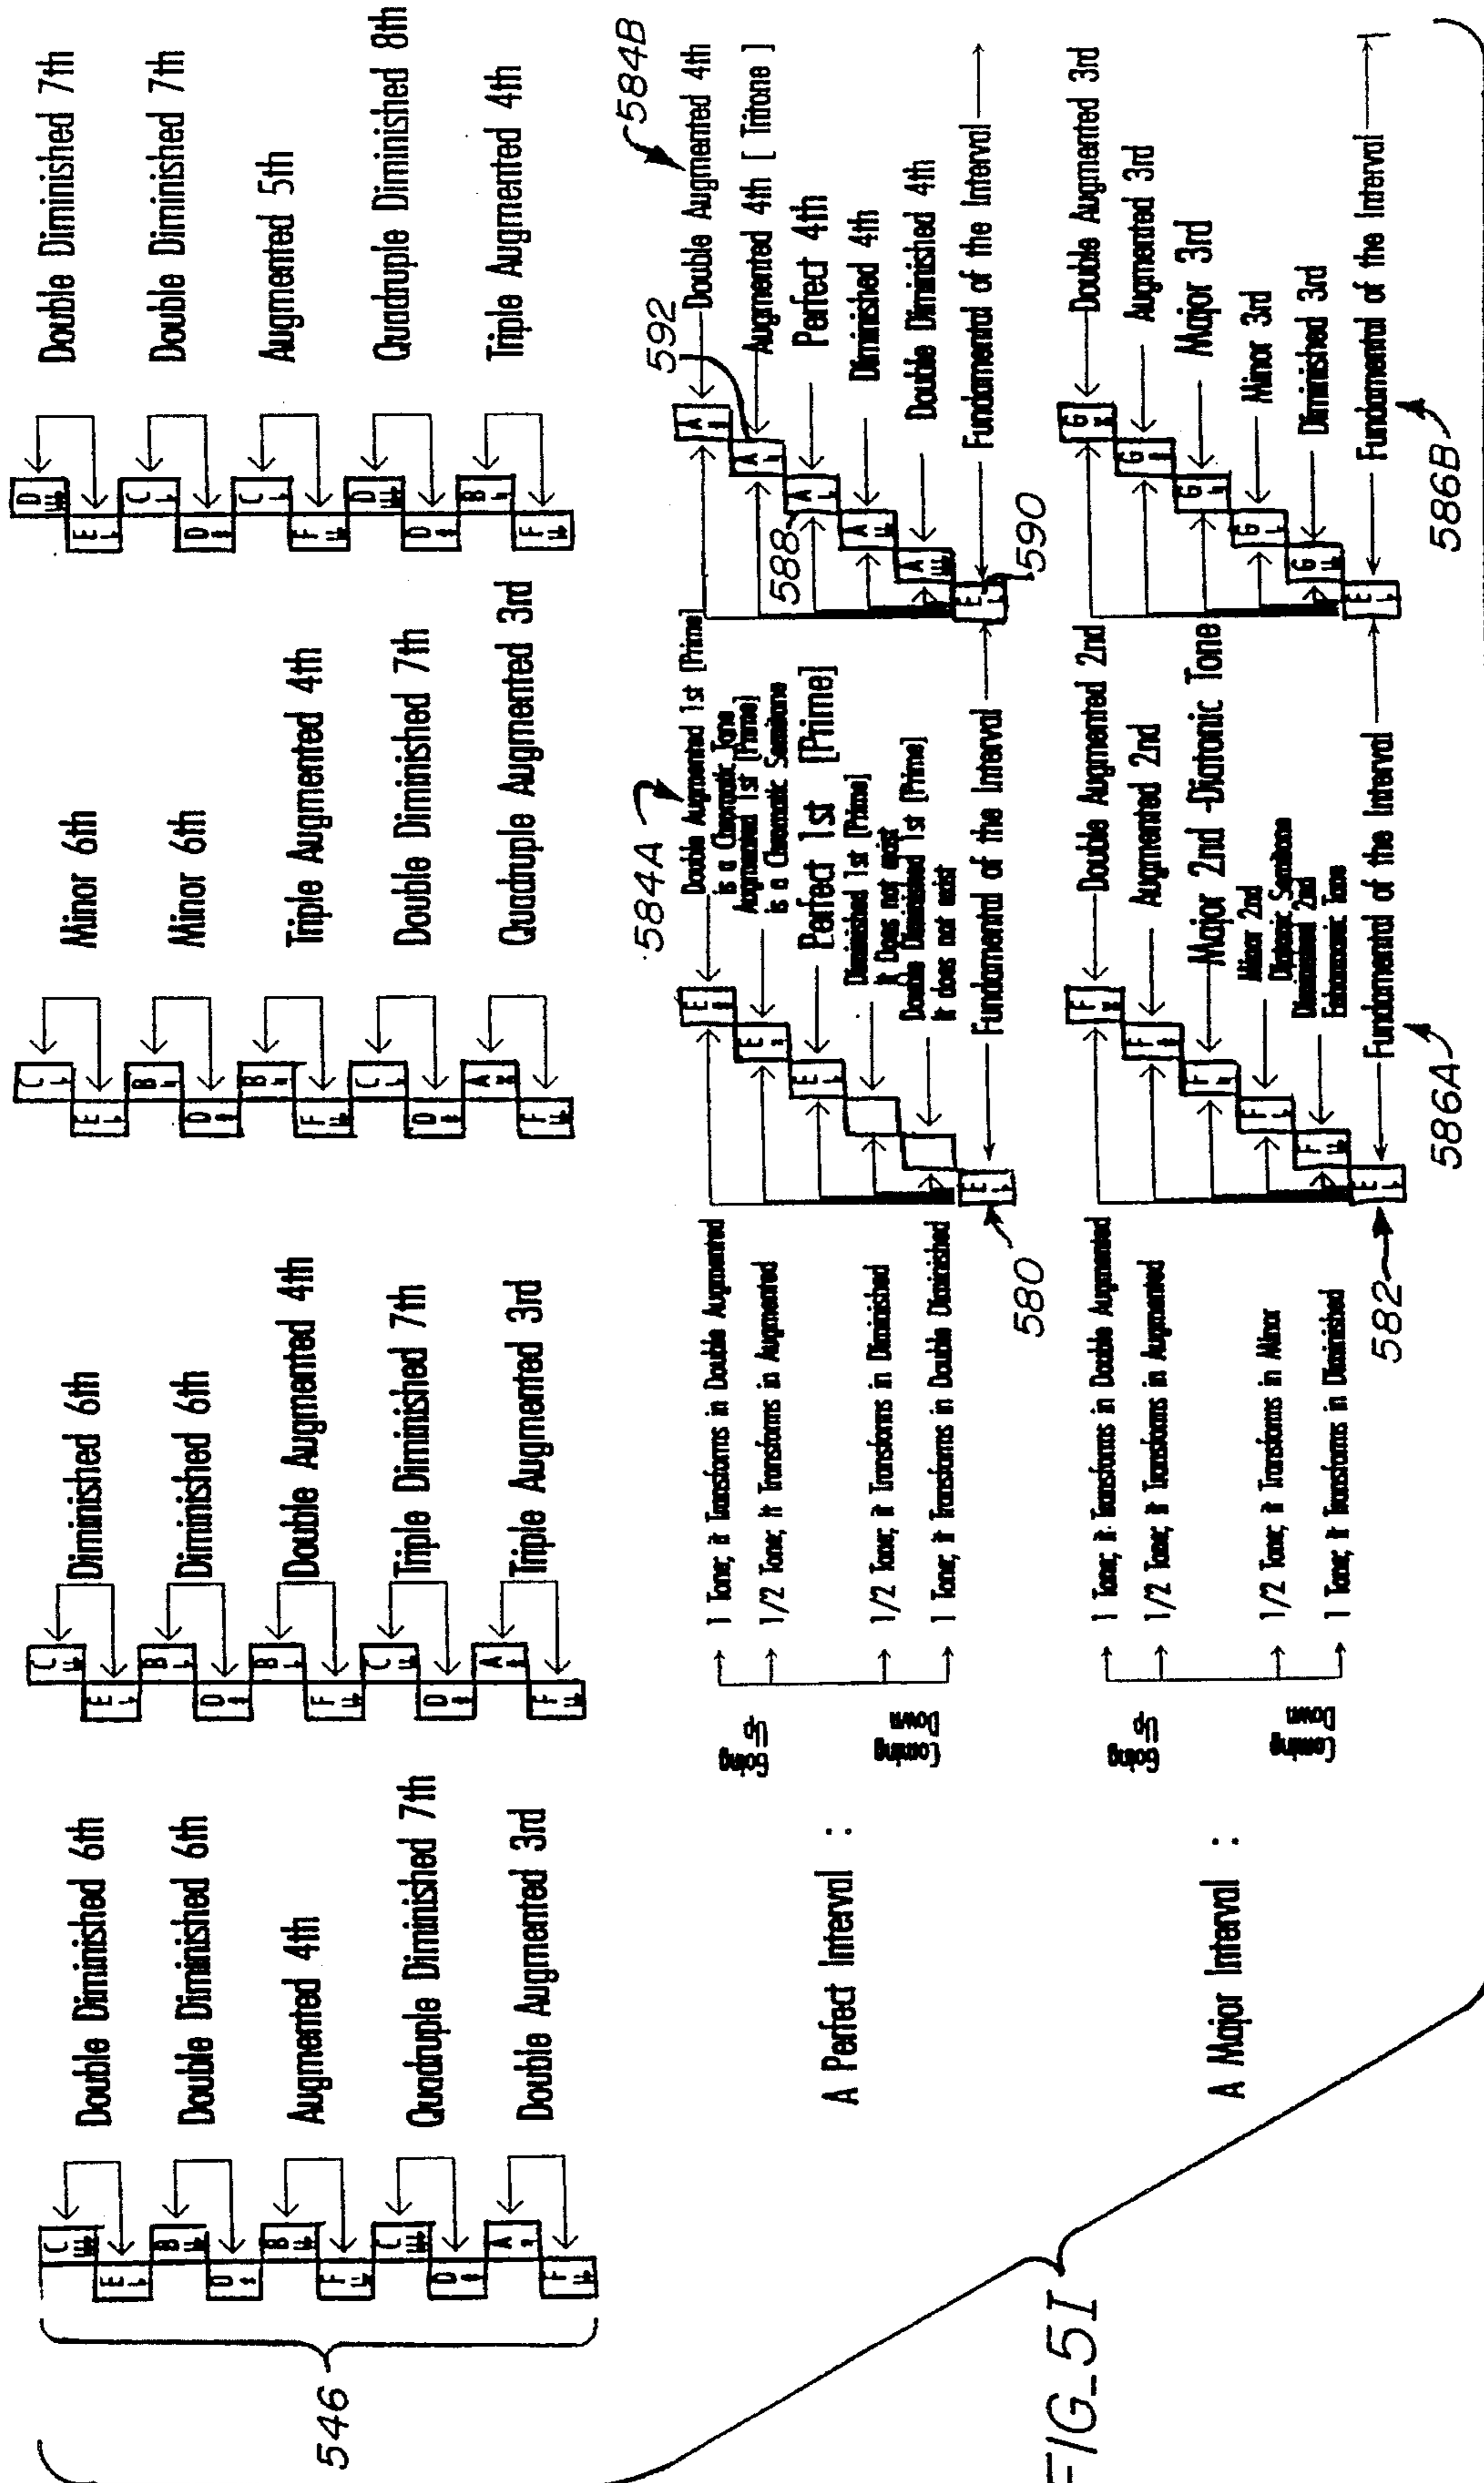 546
Double Diminished 6th
Double Diminished 6th
Augmented 4th
Quadruple Diminished 7th
Double Augmented 3rd
Diminished 6th
Diminished 6th
Double Augmented 4th
Triple Diminished 7th
Triple Augmented 3rd
Minor 6th
Minor 6th
Triple Augmented 4th
Double Diminished 7th
Quadruple Augmented 3rd
Double Diminished 7th
Double Diminished 7th
Augmented 5th
Quadruple Diminished 8th
Triple Augmented 4th
A Perfect Interval :
Going Up
Coming Down
1 Tone, it Transforms in Double Augmented
1/2 Tone, it Transforms in Augmented
1/2 Tone, it Transforms in Diminished
1 Tone, it Transforms in Double Diminished
580
584A
Double Augmented 1st [Prime]
is a Chromatic Tone
Augmented 1st [Prime]
is a Chromatic Semitone
Perfect 1st [Prime]
Diminished 1st [Prime]
it Does not exist
Double Diminished 1st [Prime]
it does not exist
Fundamental of the Interval
584B
592
588
590
Double Augmented 4th
Augmented 4th [ Tritone ]
Perfect 4th
Diminished 4th
Double Diminished 4th
Fundamental of the Interval
A Major Interval :
Going Up
Coming Down
1 Tone, it Transforms in Double Augmented
1/2 Tone, it Transforms in Augmented
1/2 Tone, it Transforms in Minor
1 Tone, it Transforms in Diminished
582
586A
Double Augmented 2nd
Augmented 2nd
Major 2nd -Diatonic Tone
Minor 2nd
Diatonic Semitone
Diminished 2nd
Enharmonic Tone
Fundamental of the Interval
586B
Double Augmented 3rd
Augmented 3rd
Major 3rd
Minor 3rd
Diminished 3rd
Fundamental of the Interval
FIG_5I